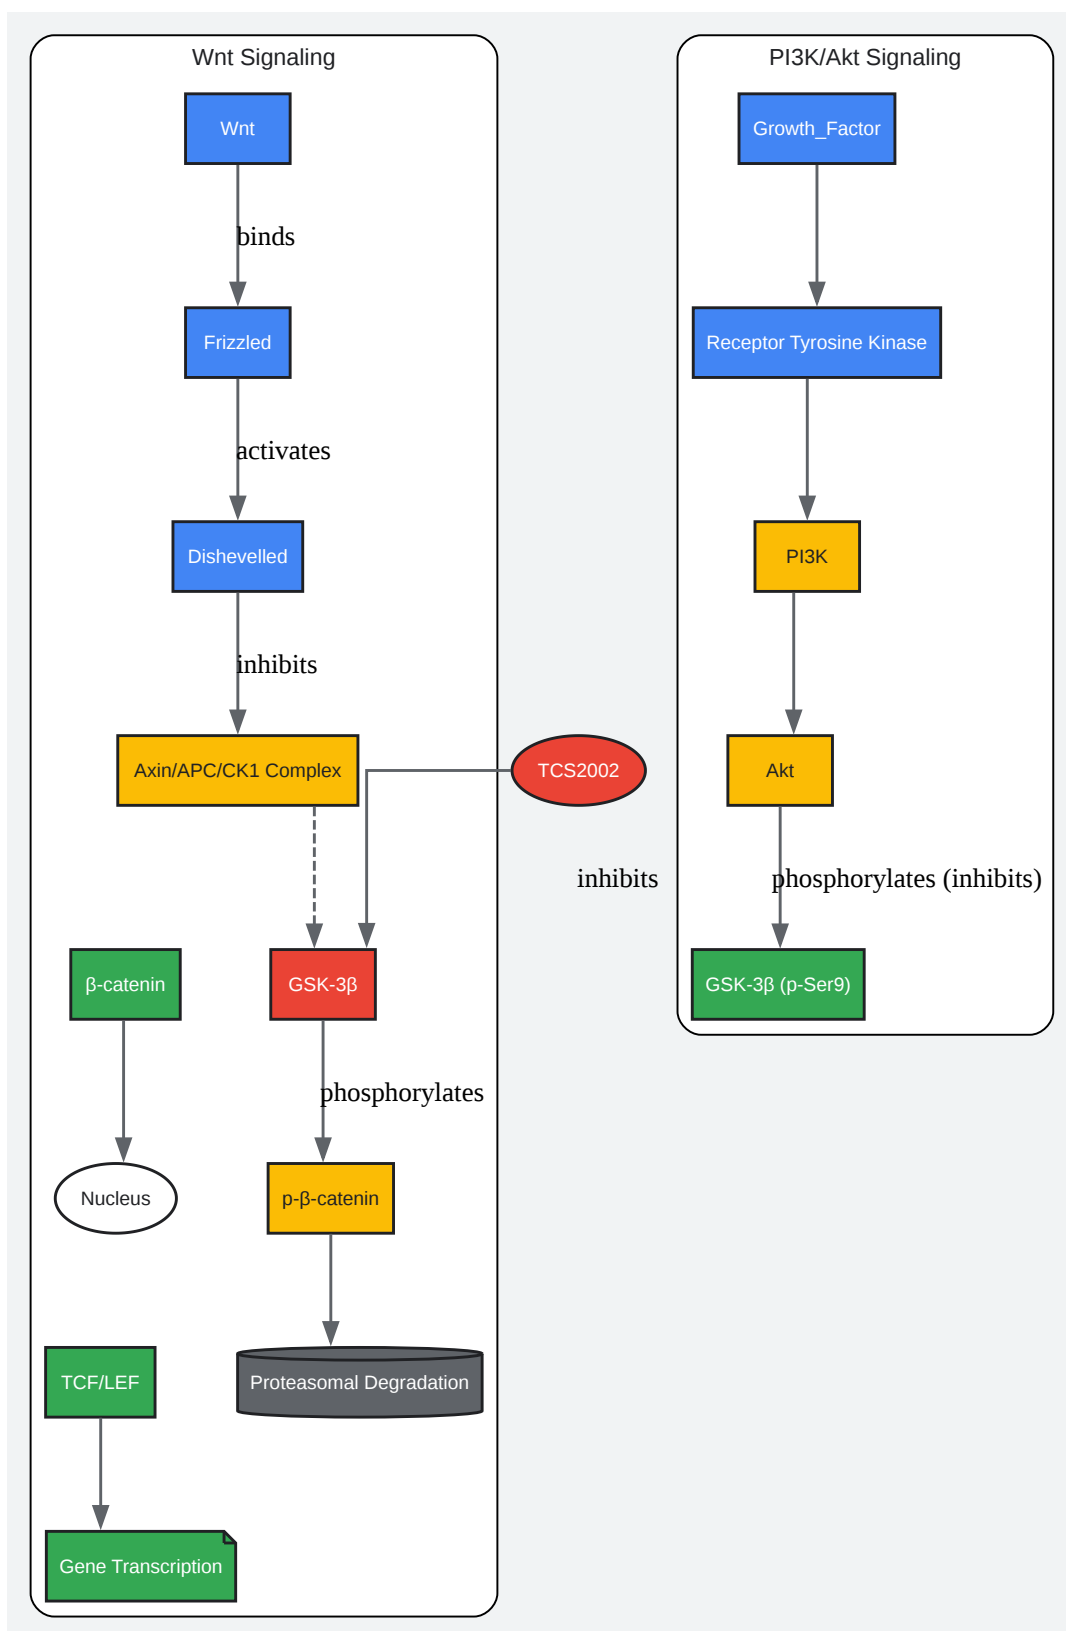 Wnt Signaling
Wnt
binds
Frizzled
activates
Dishevelled
inhibits
Axin/APC/CK1 Complex
TCS2002
inhibits
β-catenin
GSK-3β
phosphorylates
Nucleus
p-β-catenin
TCF/LEF
Proteasomal Degradation
Gene Transcription
PI3K/Akt Signaling
Growth_Factor
Receptor Tyrosine Kinase
PI3K
Akt
phosphorylates (inhibits)
GSK-3β (p-Ser9)